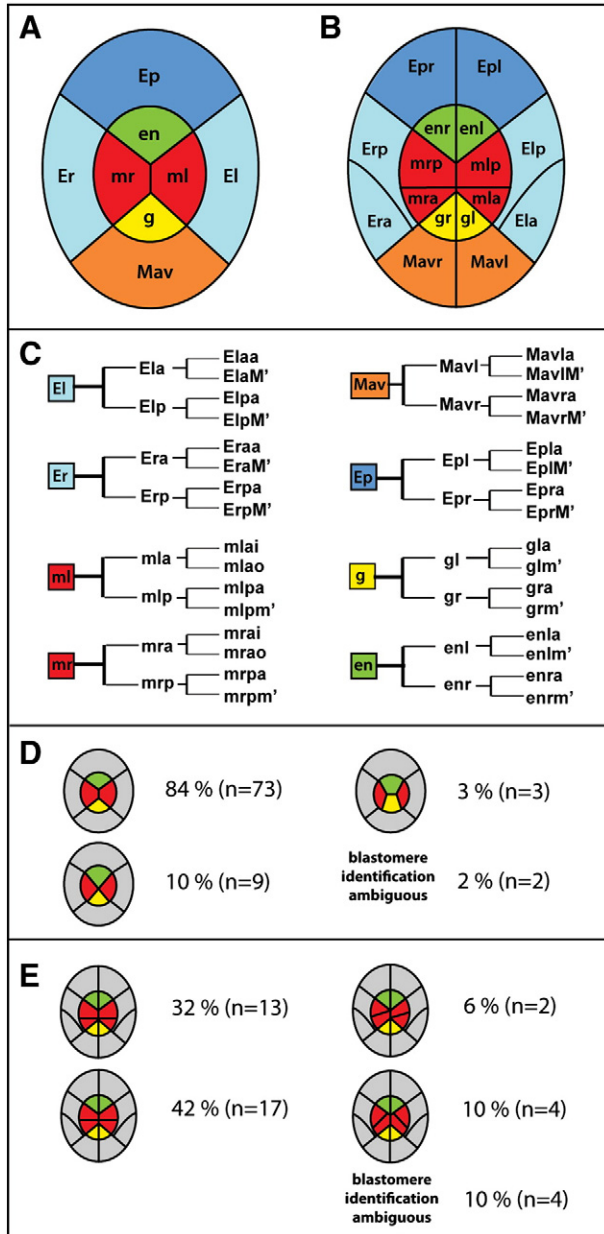 A
Ep
en
Er
mr
ml
El
g
Mav
B
Epr
Epl
enr
enl
Erp
mrp
mlp
Elp
mra
mla
Era
gr
gl
Ela
Mavr
Mavl
C
El
Ela
Elaa
ElaM’
Elp
Elpa
ElpM’
Er
Era
Eraa
EraM’
Erp
Erpa
ErpM’
ml
mla
mlai
mlao
mlp
mlpa
mlpm’
mr
mra
mrai
mrao
mrp
mrpa
mrpm’
Mav
Mavl
Mavla
MavlM’
Mavr
Mavra
MavrM’
Ep
Epl
Epla
EplM’
Epr
Epra
EprM’
g
gl
gla
glm’
gr
gra
grm’
en
enl
enla
enlm’
enr
enra
enrm’
D
84 % (n=73)
3 % (n=3)
10 % (n=9)
blastomere
identification
ambiguous
2 % (n=2)
E
32 % (n=13)
6 % (n=2)
42 % (n=17)
10 % (n=4)
blastomere
identification
ambiguous
10 % (n=4)